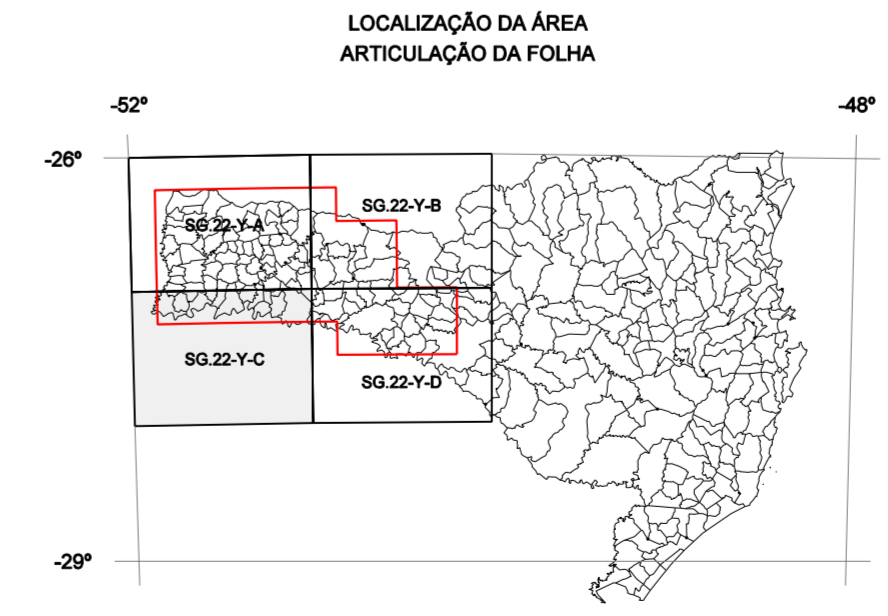 LOCALIZAÇÃO DA ÁREA
ARTICULAÇÃO DA FOLHA
-52º
-48º
-26º
SG.22-Y-A
SG.22-Y-B
SG.22-Y-C
SG.22-Y-D
-29º